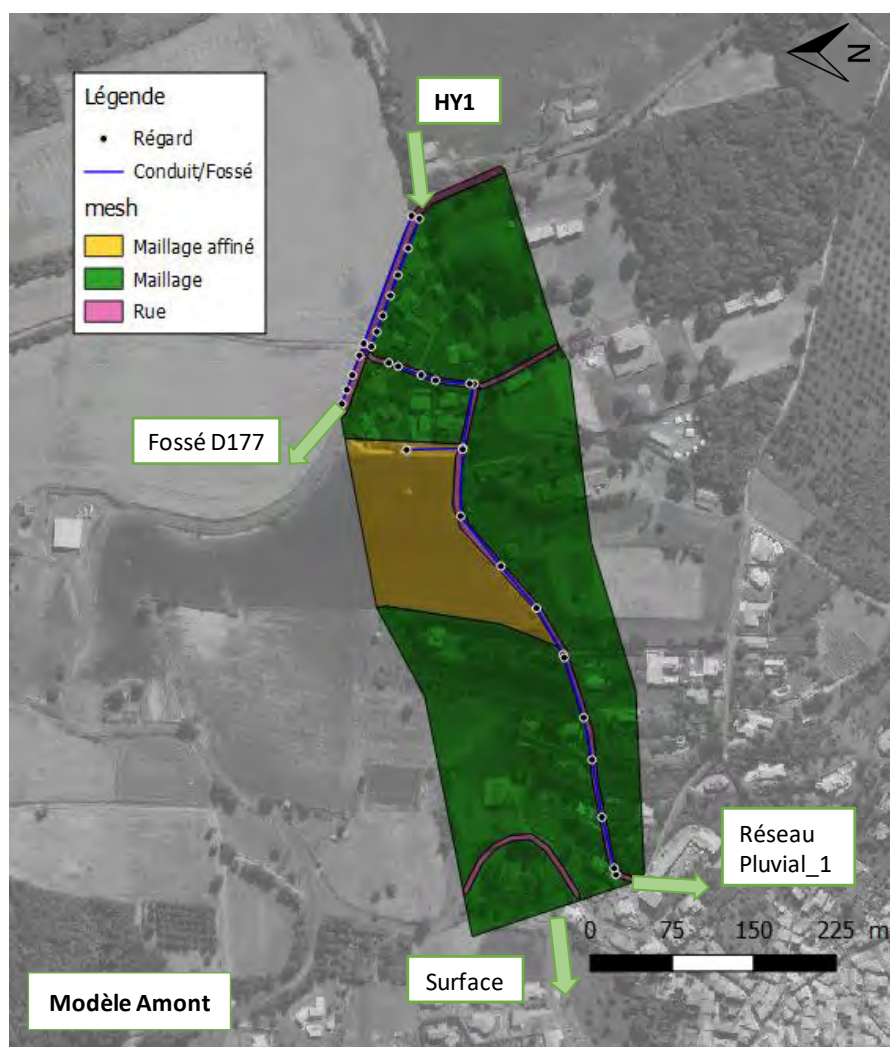 N
HY1
Légende
Régard
Conduit/Fossé
mesh
Maillage affiné
Maillage
Rue
Fossé D177
Réseau
Pluvial_1
0 75 150 225 m
Surface
Modèle Amont